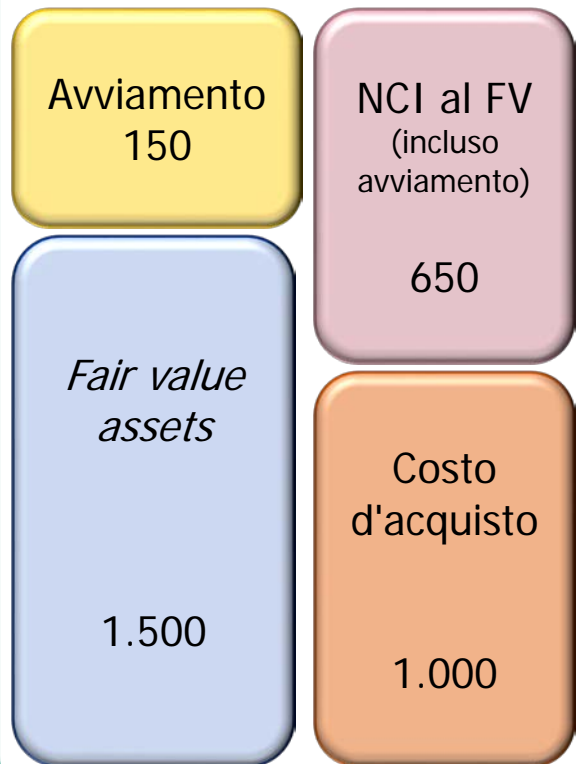 Avviamento
150
Fair value
assets
1.500
NCI al FV
(incluso
avviamento)
650
Costo
d'acquisto
1.000